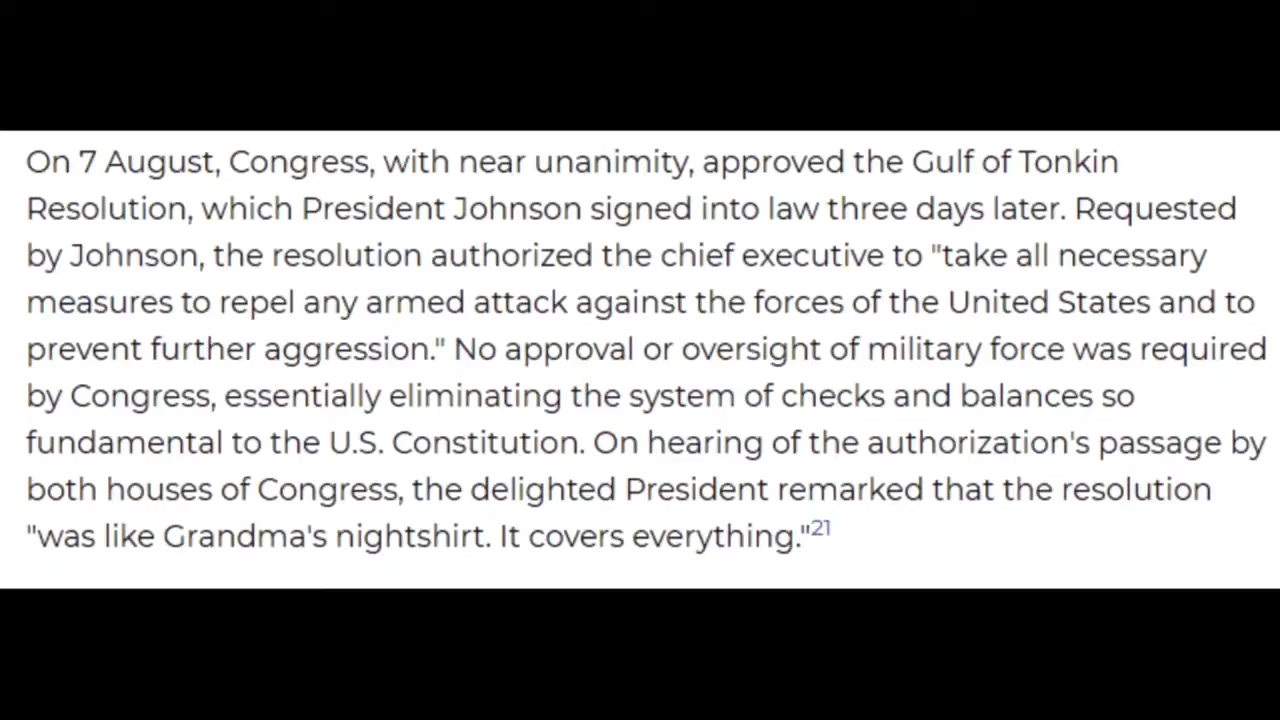 On 7 August, Congress, with near unanimity, approved the Gulf of Tonkin
Resolution, which President Johnson signed into law three days later. Requested
by Johnson, the resolution authorized the chief executive to "take all necessary
measures to repel any armed attack against the forces of the United States and to
prevent further aggression." No approval or oversight of military force was required
by Congress, essentially eliminating the system of checks and balances so
fundamental to the U.S. Constitution. On hearing of the authorization's passage by
both houses of Congress, the delighted President remarked that the resolution
"was like Grandma's nightshirt. It covers everything."21